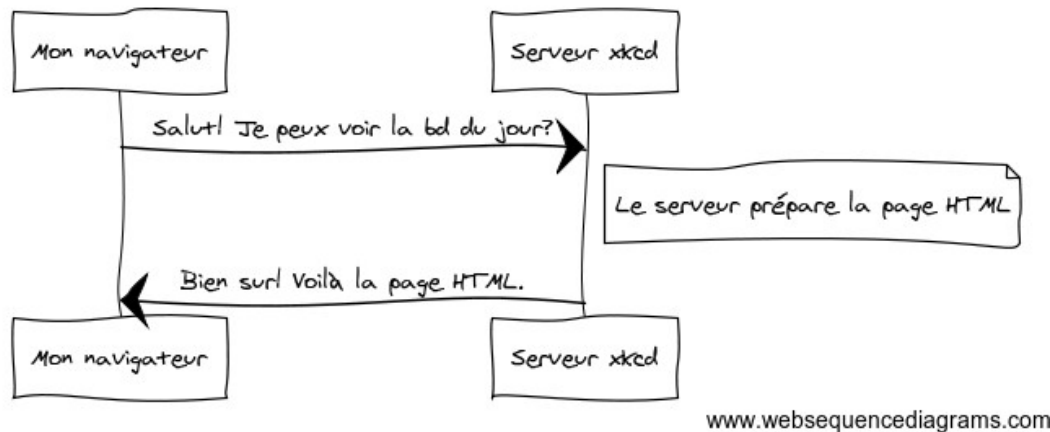 Mon navigateur
Serveur xkcd
Salut! Je peux voir la bd du jour?
Le serveur prépare la page HTML
Bien sur! Voilà la page HTML.
Mon navigateur
Serveur xkcd
www.websequencediagrams.com